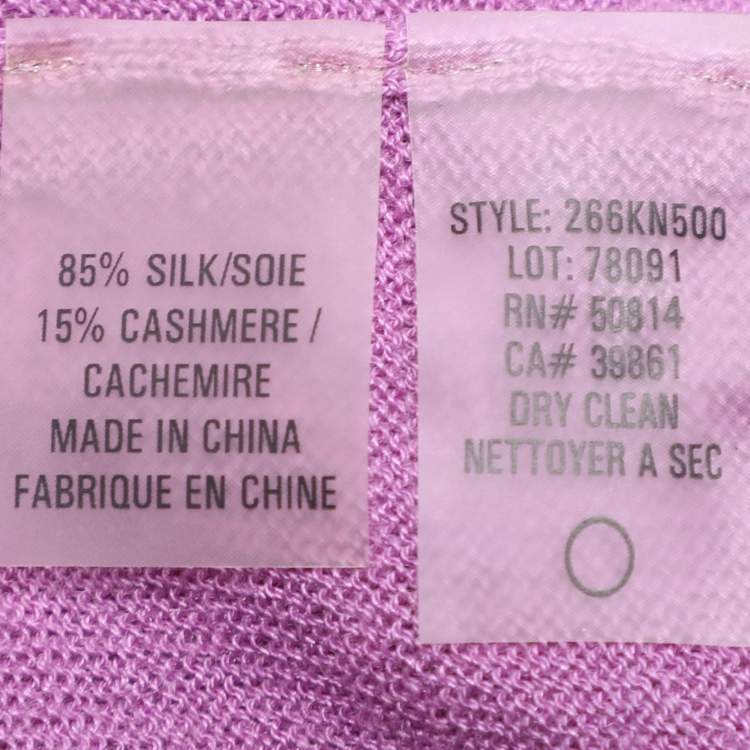 85% SILK/SOIE
15% CASHMERE /
CACHEMIRE
MADE IN CHINA
FABRIQUE EN CHINE
STYLE: 266KN500
LOT: 78091
RN# 50814
CA# 39861
DRY CLEAN
NETTOYER A SEC